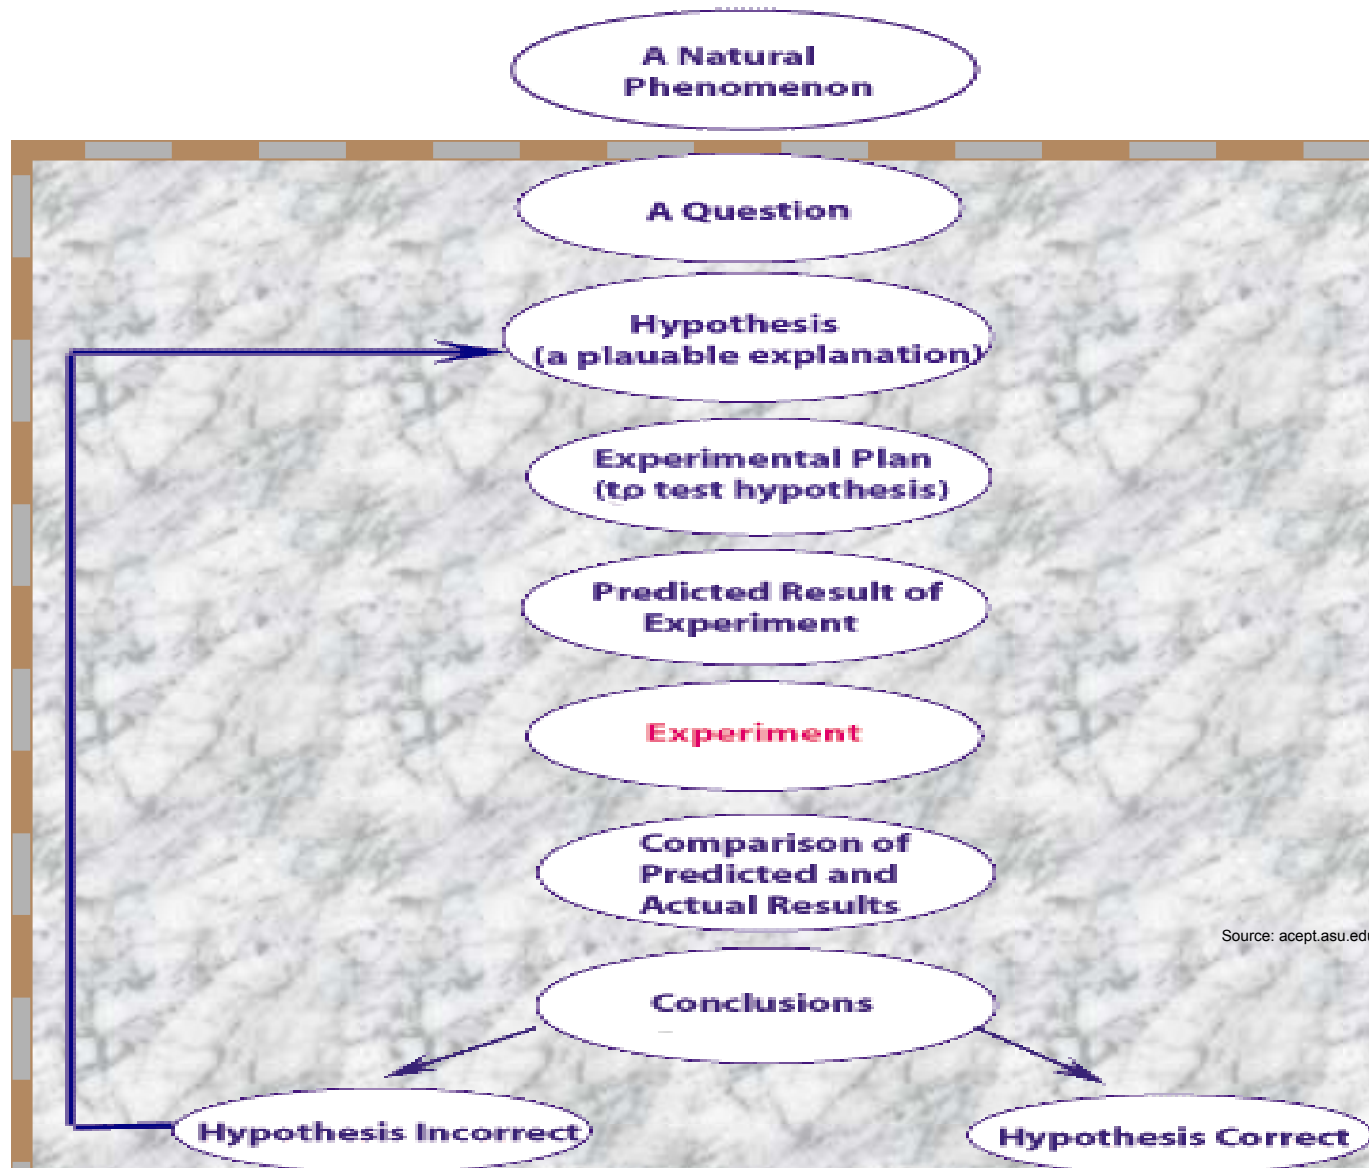 A Natural
Phenomenon
A Question
Hypothesis
(a plauable explanation)
Experimental Plan
(to test hypothesis)
Predicted Result of
Experiment
Experiment
Comparison of
Predicted and
Actual Results
Source: acept.asu.edu
Conclusions
Hypothesis Incorrect
Hypothesis Correct